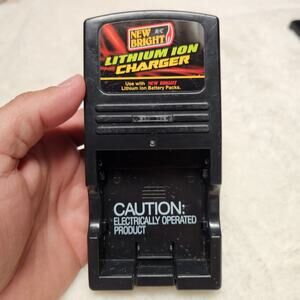 NEW
BRIGHT R/C
LITHIUM ION
CHARGER
Use with NEW BRIGHT
Lithium Ion Battery Packs.
CAUTION:
ELECTRICALLY OPERATED
PRODUCT